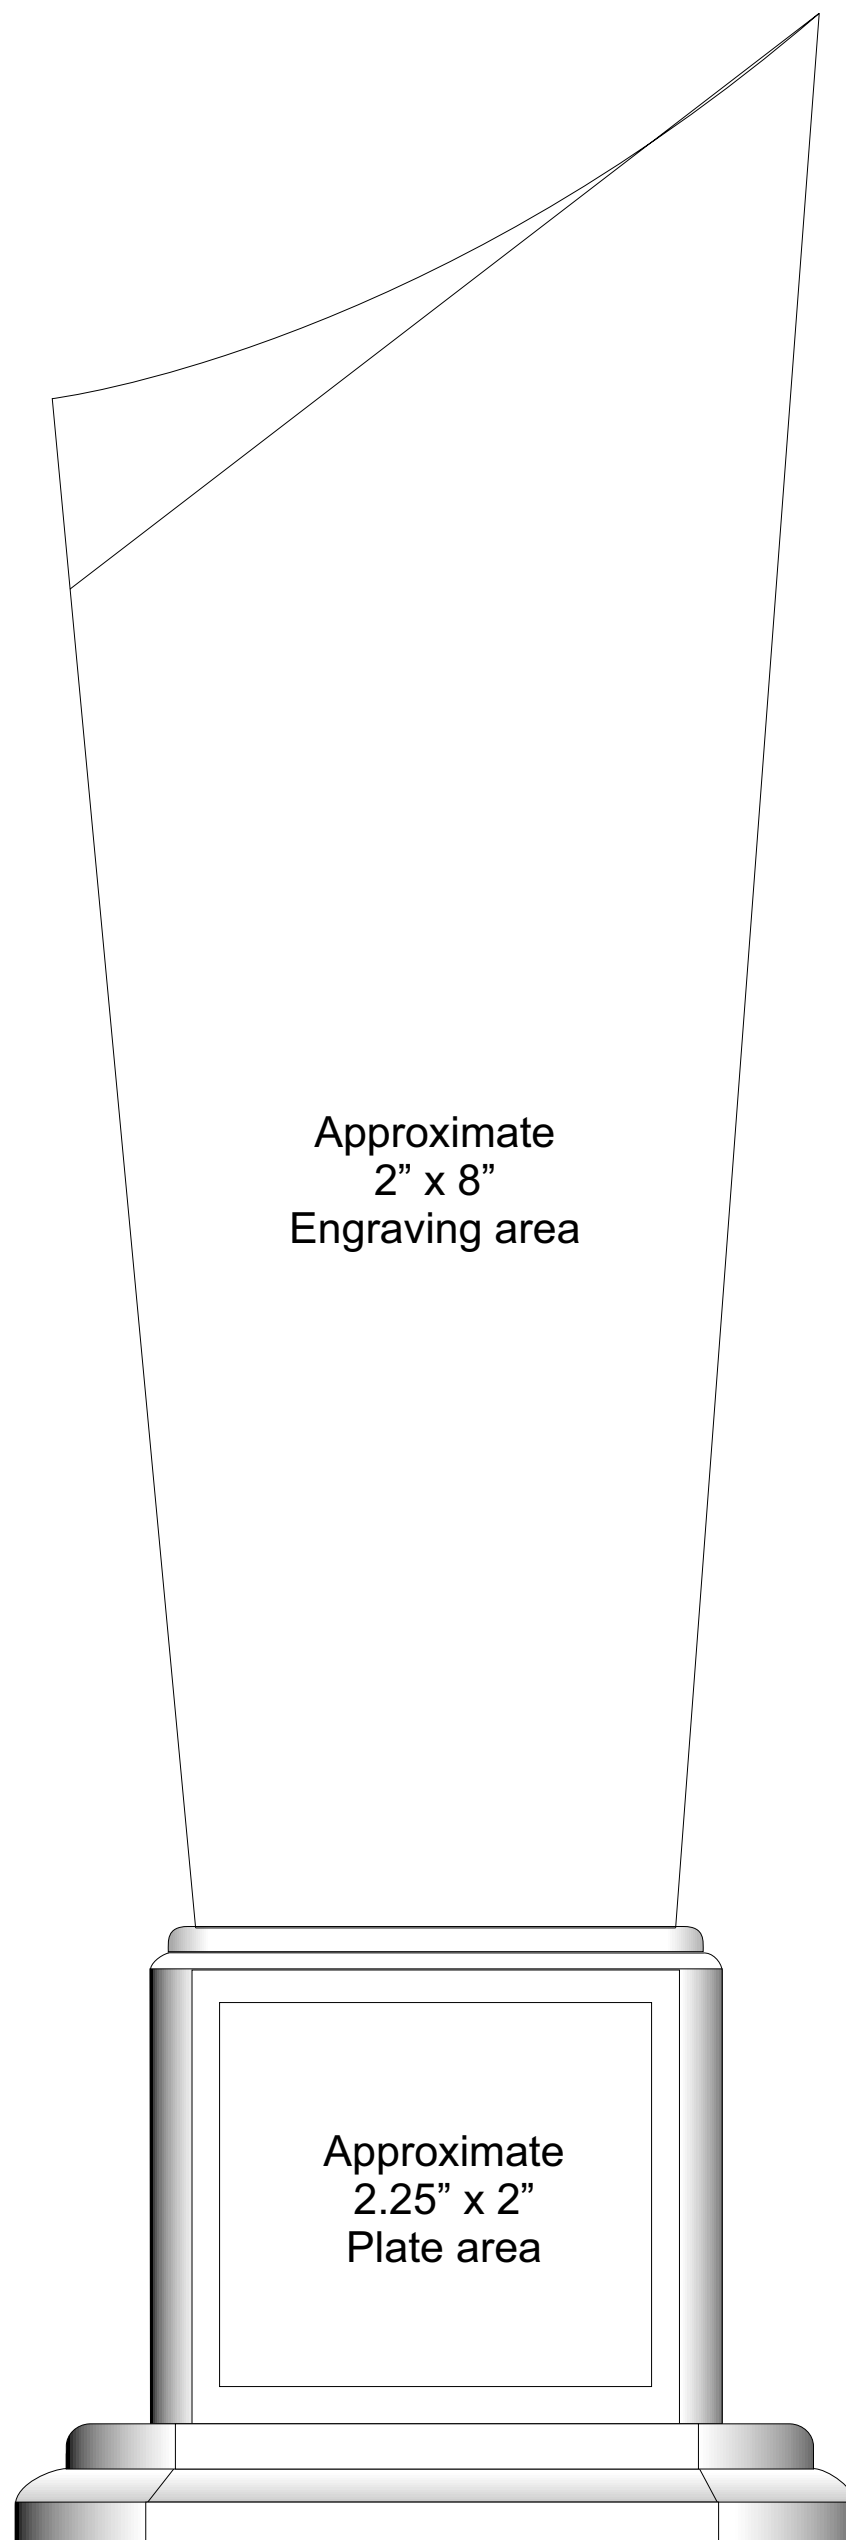 Approximate
2” x 8”
Engraving area
Approximate
2.25” x 2”
Plate area